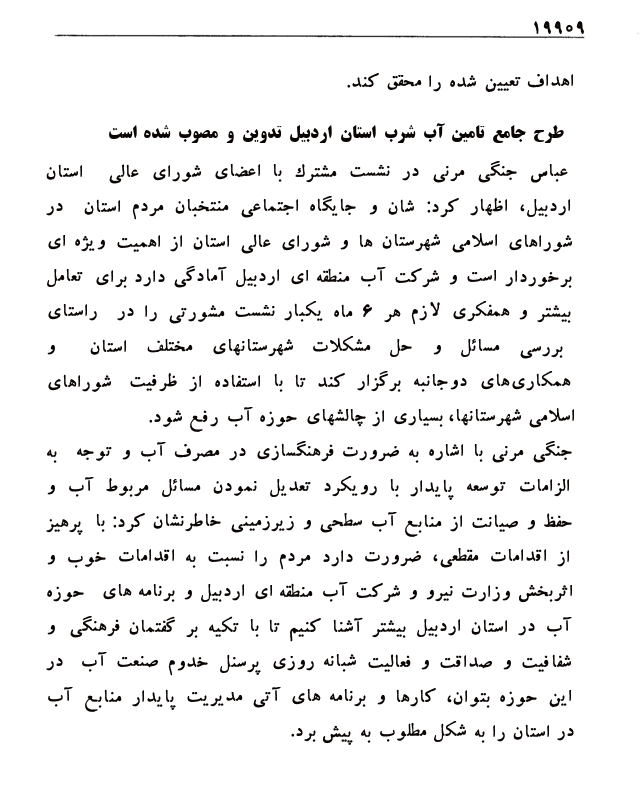 ۱۹۹۵۹
اهداف تعیین شده را محقق کند.
طرح جامع تامین آب شرب استان اردبیل تدوین و مصوب شده است
عباس جنگی مرنی در نشست مشترك با اعضای شورای عالی استان
اردبیل، اظهار کرد: شان و جایگاه اجتماعی منتخبان مردم استان در
شوراهای اسلامی شهرستان ها و شورای عالی استان از اهمیت ویژه ای
برخوردار است و شرکت آب منطقه ای اردبیل آمادگی دارد برای تعامل
بیشتر و همفکری لازم هر ۶ ماه یکبار نشست مشورتی را در راستای
بررسی مسائل و حل مشکلات شهرستانهای مختلف استان و
همکاری‌های دوجانبه برگزار کند تا با استفاده از ظرفیت شوراهای
اسلامی شهرستانها، بسیاری از چالشهای حوزه آب رفع شود.
جنگی مرنی با اشاره به ضرورت فرهنگسازی در مصرف آب و توجه به
الزامات توسعه پایدار با رویکرد تعدیل نمودن مسائل مربوط آب و
حفظ و صیانت از منابع آب سطحی و زیرزمینی خاطرنشان کرد: با پرهیز
از اقدامات مقطعی، ضرورت دارد مردم را نسبت به اقدامات خوب و
اثربخش وزارت نیرو و شرکت آب منطقه ای اردبیل و برنامه های حوزه
آب در استان اردبیل بیشتر آشنا کنیم تا با تکیه بر گفتمان فرهنگی و
شفافیت و صداقت و فعالیت شبانه روزی پرسنل خدوم صنعت آب در
این حوزه بتوان، کارها و برنامه های آتی مدیریت پایدار منابع آب
در استان را به شکل مطلوب به پیش برد.